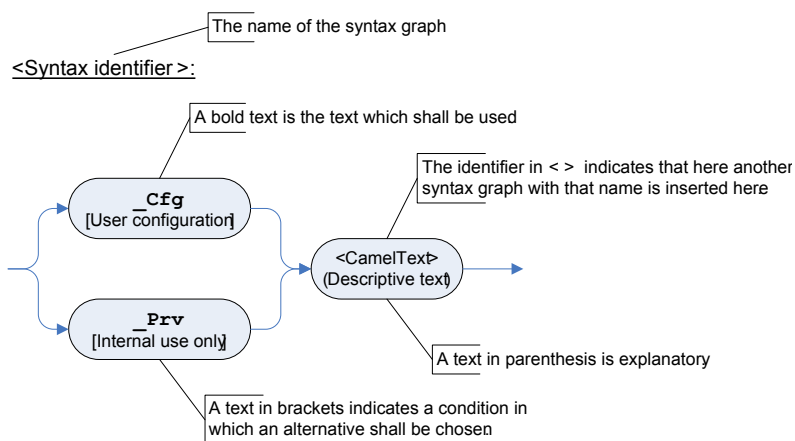 The name of the syntax graph
<Syntax identifier>:
A bold text is the text which shall be used
The identifier in < > indicates that here another
syntax graph with that name is inserted here
_Cfg
[User configuration]
<CamelText>
(Descriptive text)
_Prv
[Internal use only]
A text in parenthesis is explanatory
A text in brackets indicates a condition in
which an alternative shall be chosen.